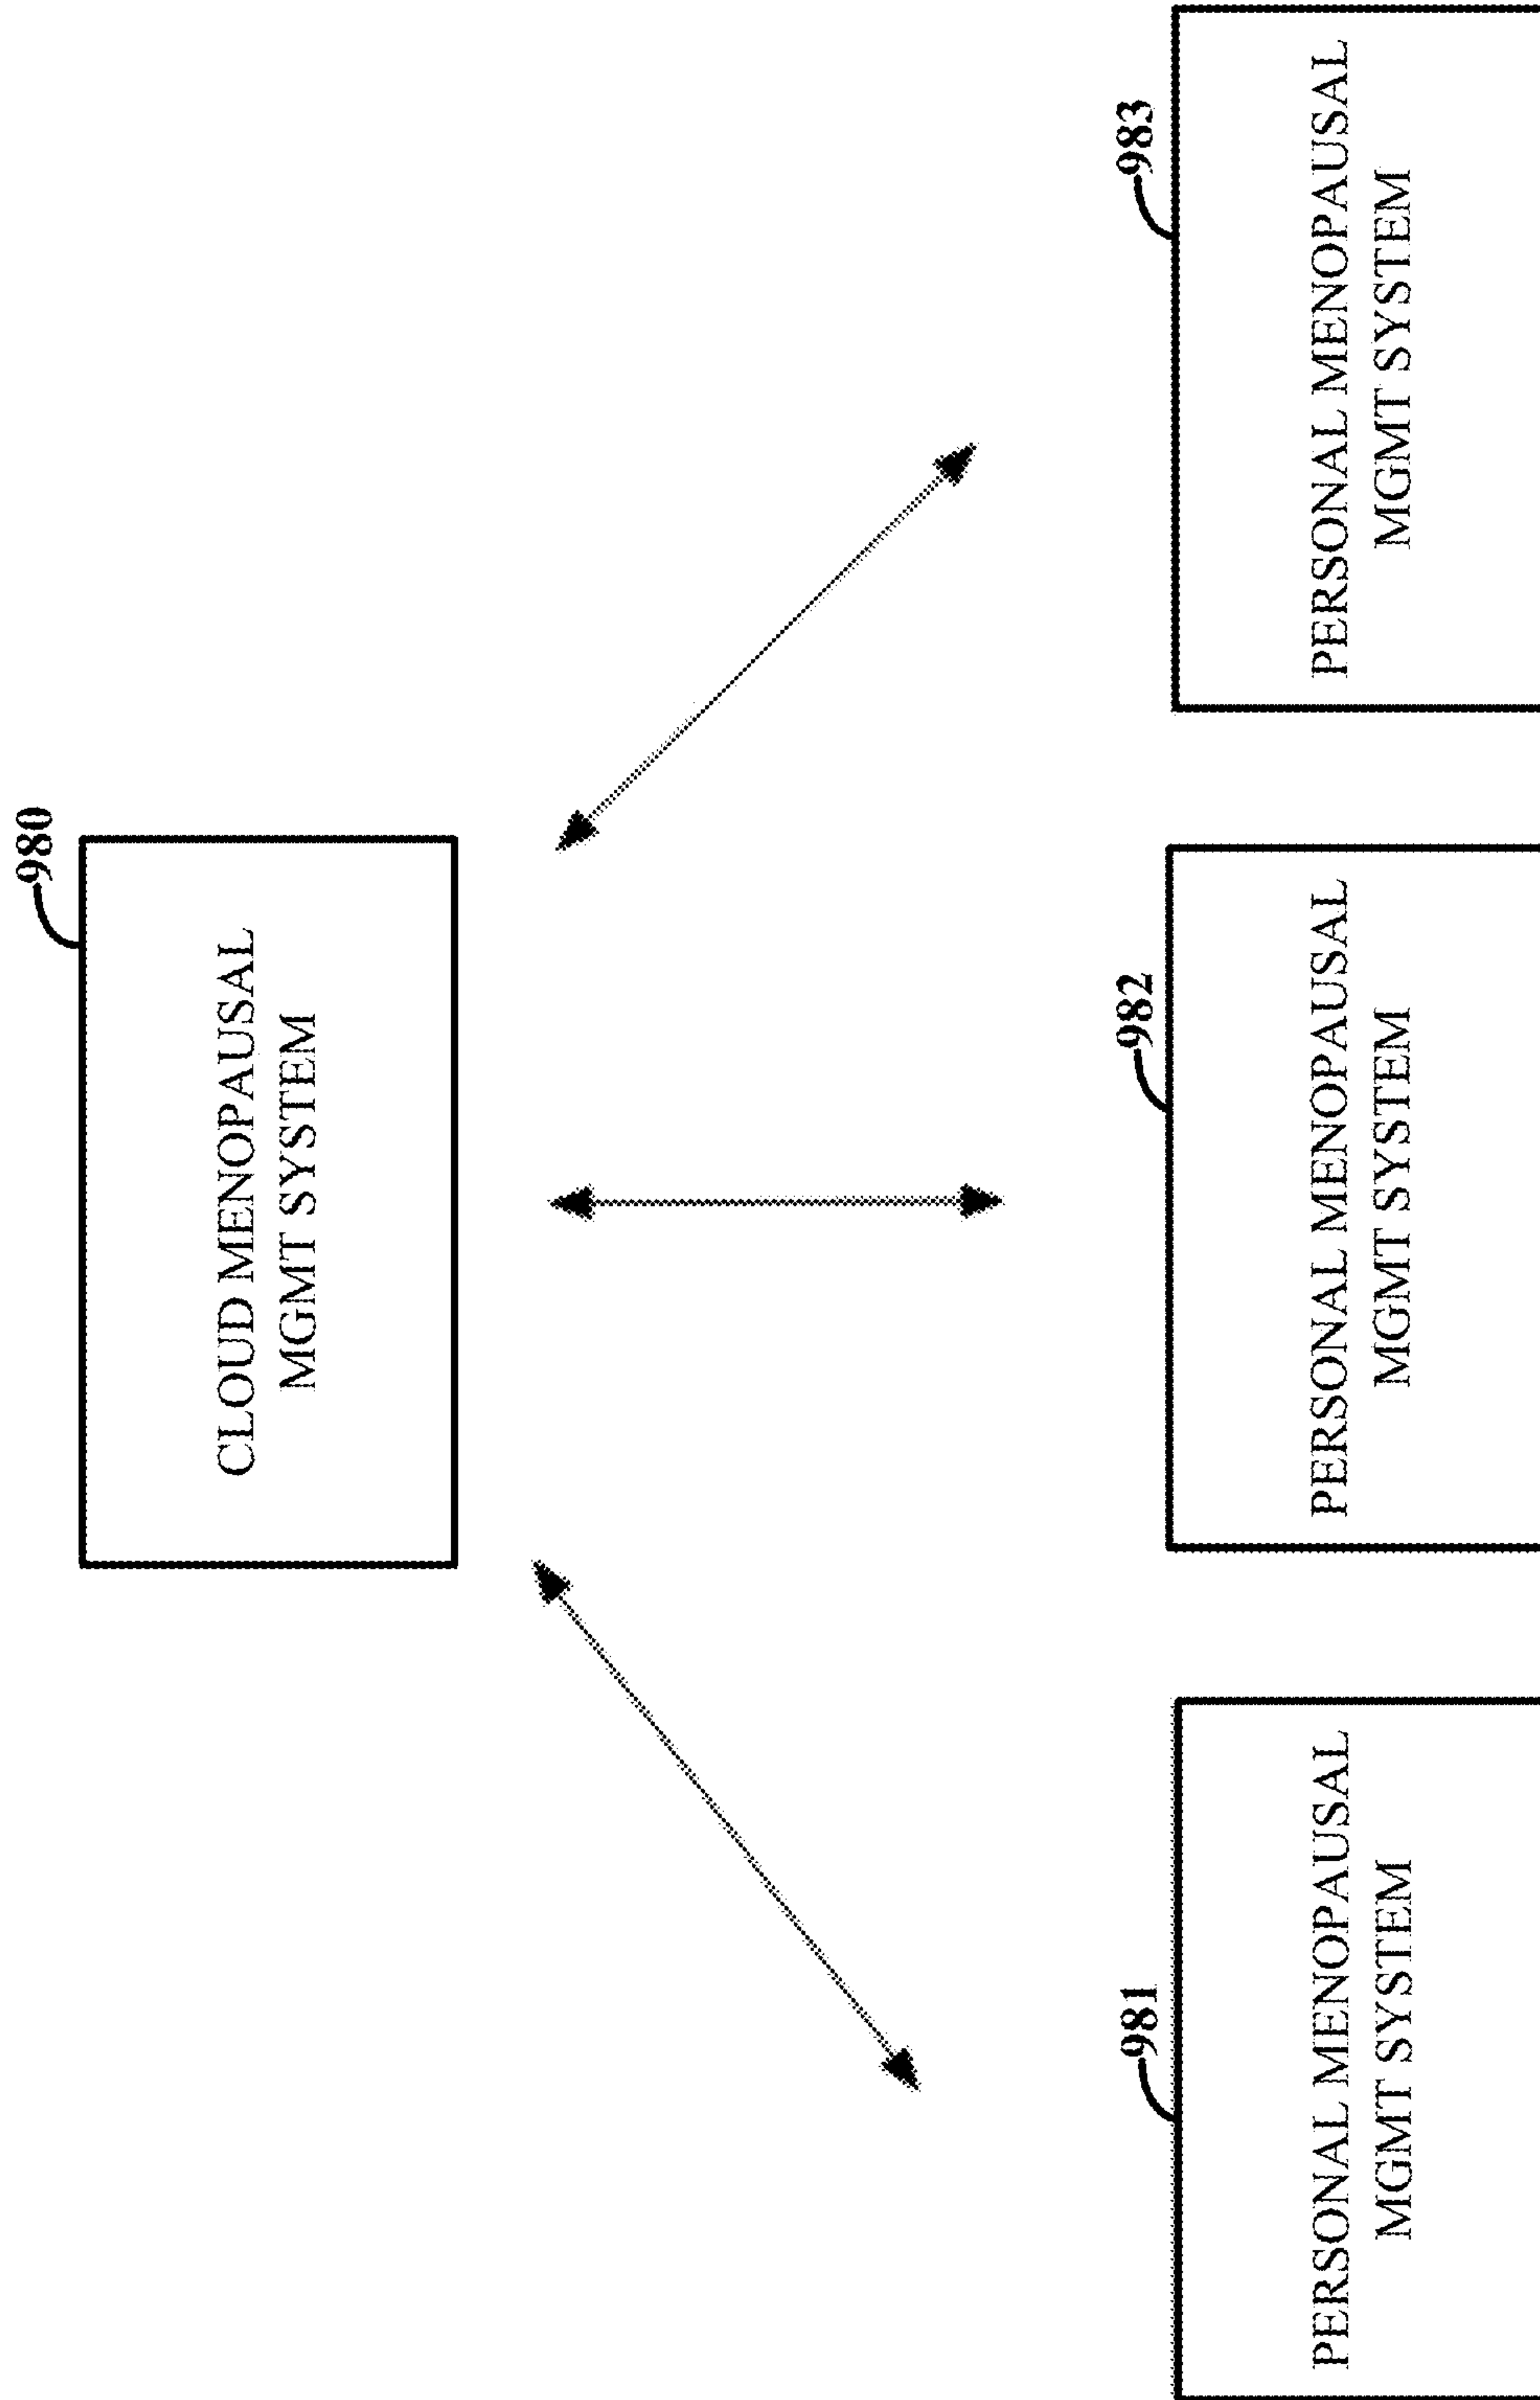 980
CLOUD MENOPAUSAL
MGMT SYSTEM
981
PERSONAL MENOPAUSAL
MGMT SYSTEM
982
PERSONAL MENOPAUSAL
MGMT SYSTEM
983
PERSONAL MENOPAUSAL
MGMT SYSTEM